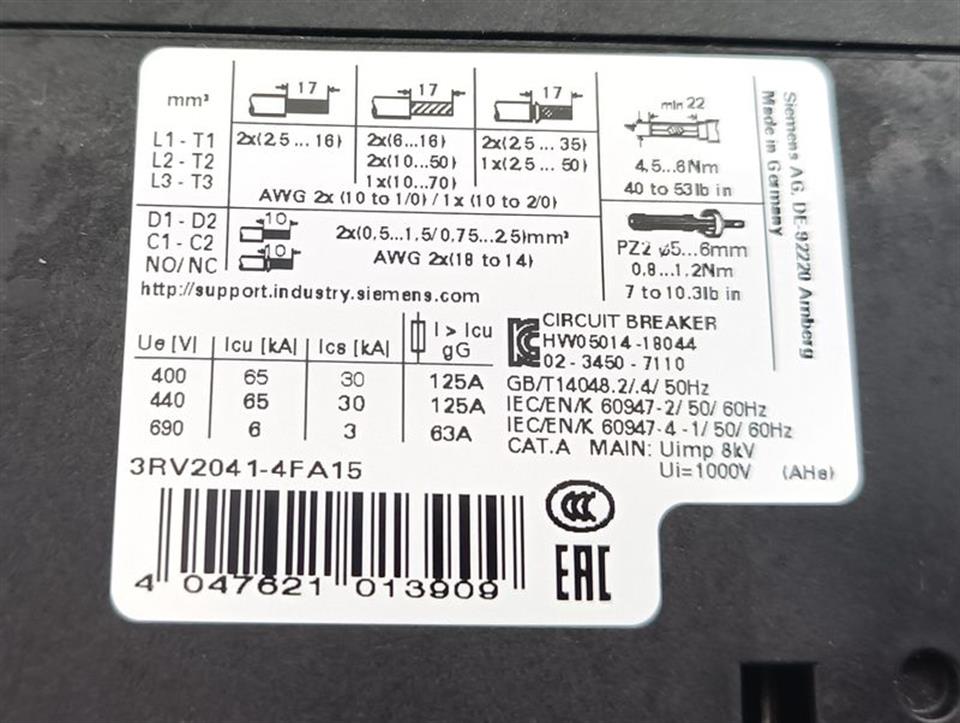 mm²
17
17
17
min 22
L1 - T1
L2 - T2
L3 - T3
2x(2,5 ... 16)
2x(6...16)
2x(10...50)
1x(10...70)
2x(2,5 ... 35)
1x(2,5 ... 50)
AWG 2x (10 to 1/0) / 1x (10 to 2/0)
4,5...6Nm
40 to 53lb in
D1 - D2
C1 - C2
NO/NC
10
10
2x(0,5...1,5/0,75...2,5)mm²
AWG 2x(18 to 14)
PZ2 ø5...6mm
0,8...1,2Nm
7 to 10.3lb in
Siemens AG, DE-92220 Amberg
Made in Germany
http://support.industry.siemens.com
Ue [V] Icu [kA] Ics [kA] I > Icu
gG
400 65 30 125A
440 65 30 125A
690 6 3 63A
CIRCUIT BREAKER
HW05014-18044
02-3450-7110
GB/T14048.2/.4/ 50Hz
IEC/EN/K 60947-2/ 50/ 60Hz
IEC/EN/K 60947-4-1/ 50/ 60Hz
CAT.A MAIN: Uimp 8kV
Ui=1000V (AHs)
3RV2041-4FA15
4 047621 013909
CCC
EAC